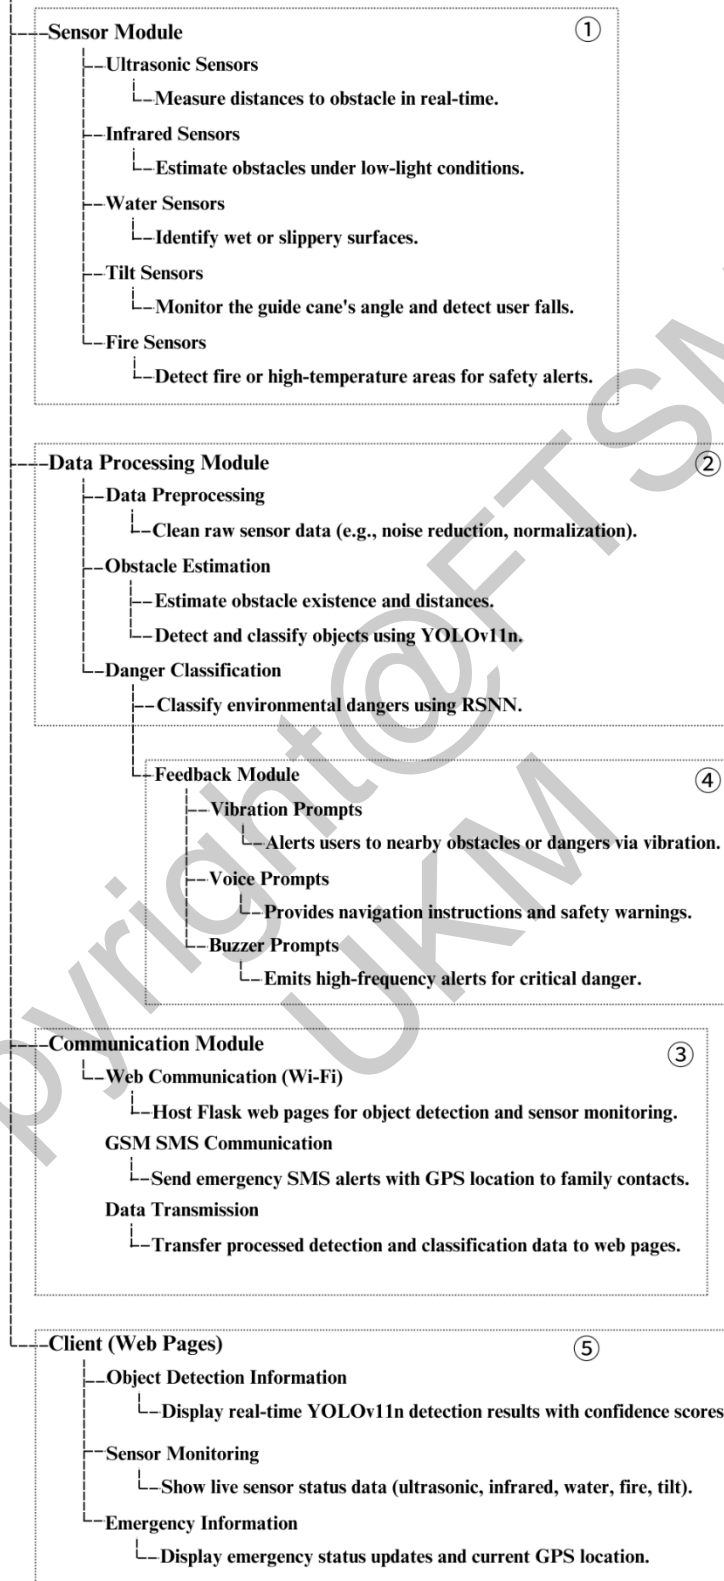 Sensor Module ①
Ultrasonic Sensors
Measure distances to obstacle in real-time.
Infrared Sensors
Estimate obstacles under low-light conditions.
Water Sensors
Identify wet or slippery surfaces.
Tilt Sensors
Monitor the guide cane's angle and detect user falls.
Fire Sensors
Detect fire or high-temperature areas for safety alerts.
Data Processing Module ②
Data Preprocessing
Clean raw sensor data (e.g., noise reduction, normalization).
Obstacle Estimation
Estimate obstacle existence and distances.
Detect and classify objects using YOLOv11n.
Danger Classification
Classify environmental dangers using RSNN.
Feedback Module ④
Vibration Prompts
Alerts users to nearby obstacles or dangers via vibration.
Voice Prompts
Provides navigation instructions and safety warnings.
Buzzer Prompts
Emits high-frequency alerts for critical danger.
Communication Module ③
Web Communication (Wi-Fi)
Host Flask web pages for object detection and sensor monitoring.
GSM SMS Communication
Send emergency SMS alerts with GPS location to family contacts.
Data Transmission
Transfer processed detection and classification data to web pages.
Client (Web Pages) ⑤
Object Detection Information
Display real-time YOLOv11n detection results with confidence scores
Sensor Monitoring
Show live sensor status data (ultrasonic, infrared, water, fire, tilt).
Emergency Information
Display emergency status updates and current GPS location.
pyright@FTSM
UKM